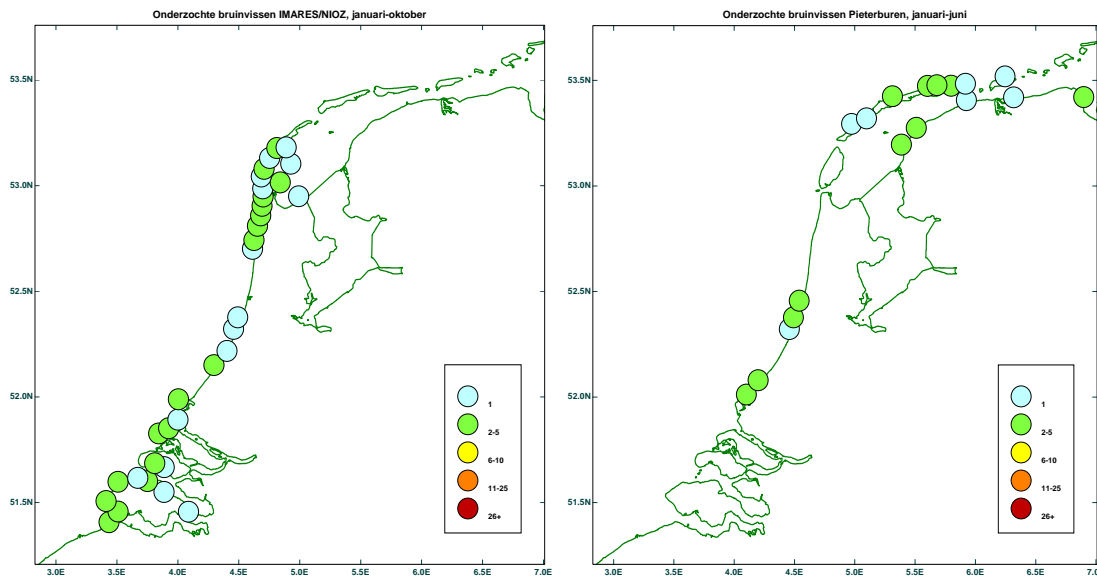 Onderzochte bruinvissen IMARES/NIOZ, januari-oktober
53.5N
53.0N
52.5N
52.0N
51.5N
3.0E 3.5E 4.0E 4.5E 5.0E 5.5E 6.0E 6.5E 7.0E
1
2-5
6-10
11-25
26+
Onderzochte bruinvissen Pieterburen, januari-juni
53.5N
53.0N
52.5N
52.0N
51.5N
3.0E 3.5E 4.0E 4.5E 5.0E 5.5E 6.0E 6.5E 7.0
1
2-5
6-10
11-25
26+